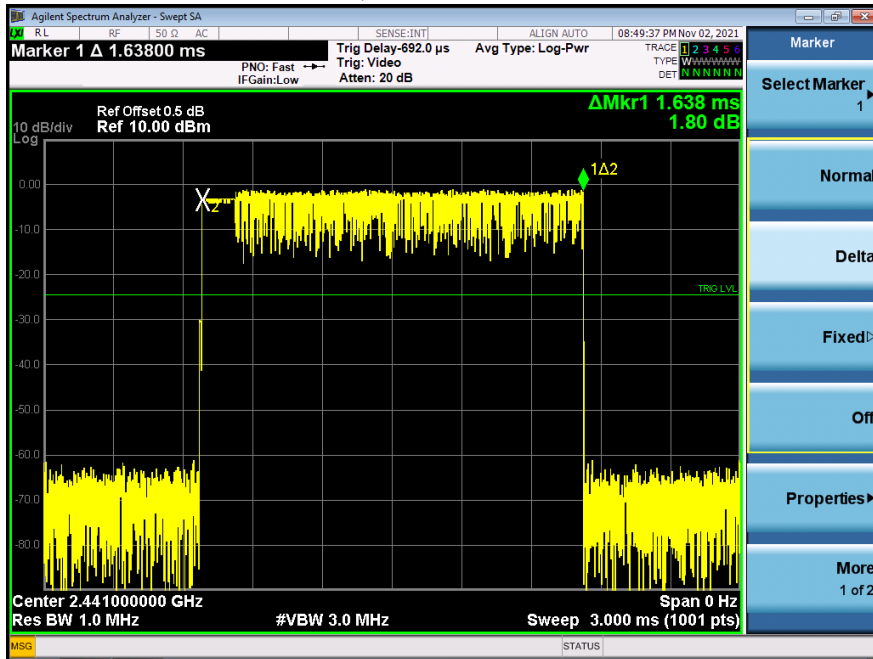 Agilent Spectrum Analyzer - Swept SA
LXI RL RF 50 Ω AC SENSE:INT ALIGN AUTO 08:49:37 PM Nov 02, 2021
Marker 1 Δ 1.63800 ms
PNO: Fast
IFGain:Low
Trig Delay-692.0 µs
Trig: Video
Atten: 20 dB
Avg Type: Log-Pwr
TRACE 1 2 3 4 5 6
TYPE WWWWWW
DET N N N N N N
Ref Offset 0.5 dB
10 dB/div Ref 10.00 dBm
Log
ΔMkr1 1.638 ms
1.80 dB
1Δ2
0.00
2
-10.0
-20.0
TRIG LVL
-30.0
-40.0
-50.0
-60.0
-70.0
-80.0
Center 2.441000000 GHz Span 0 Hz
Res BW 1.0 MHz #VBW 3.0 MHz Sweep 3.000 ms (1001 pts)
MSG STATUS
Marker
Select Marker
1
Normal
Delta
Fixed
Off
Properties
More
1 of 2